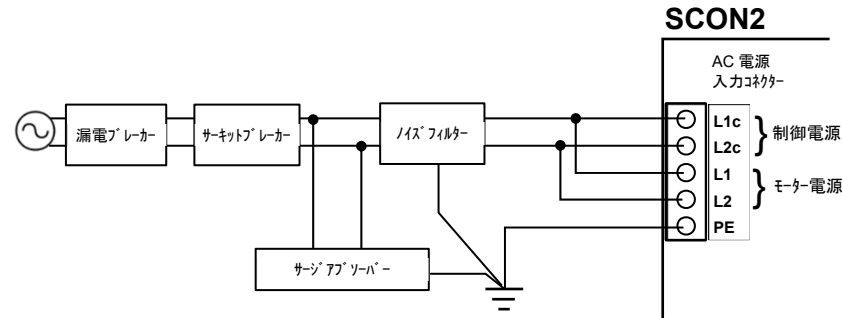 SCON2
AC 電源
入力ｺﾈｸﾀｰ
漏電ﾌﾞﾚｰｶｰ
ｻｰｷｯﾄﾌﾞﾚｰｶｰ
ﾉｲｽﾞﾌｨﾙﾀｰ
L1c
L2c
制御電源
L1
L2
ﾓｰﾀｰ電源
PE
ｻｰｼﾞｱﾌﾞｿｰﾊﾞｰ